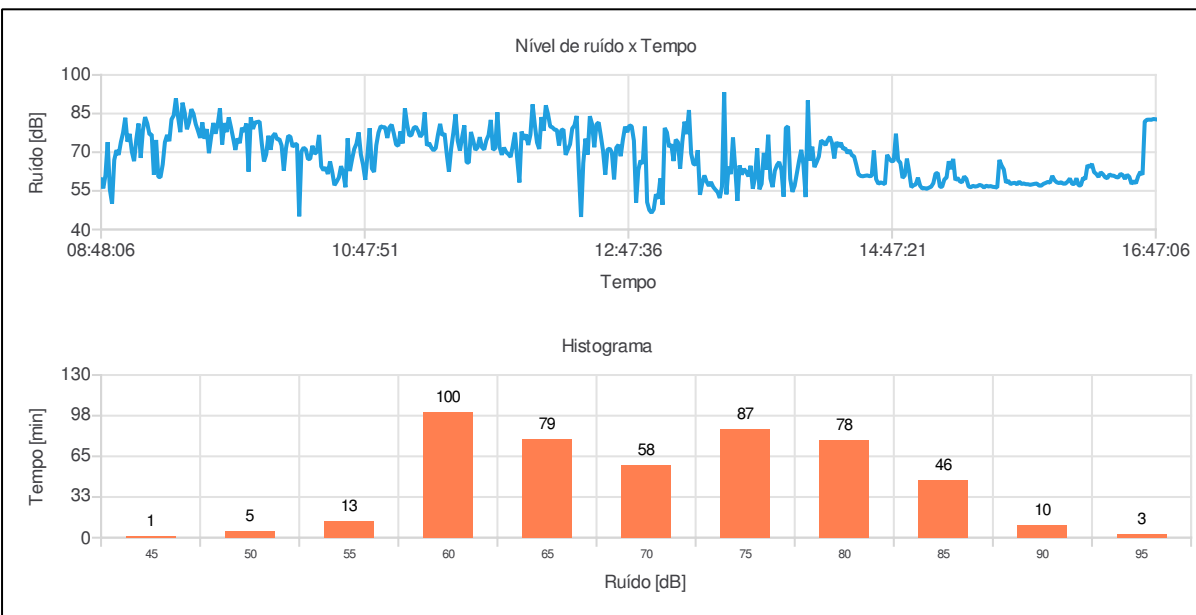 Nível de ruído x Tempo
Ruído [dB]
100
85
70
55
40
08:48:06 10:47:51 12:47:36 14:47:21 16:47:06
Tempo
Histograma
Tempo [min]
130
98
65
33
0
1 5 13 100 79 58 87 78 46 10 3
45 50 55 60 65 70 75 80 85 90 95
Ruído [dB]